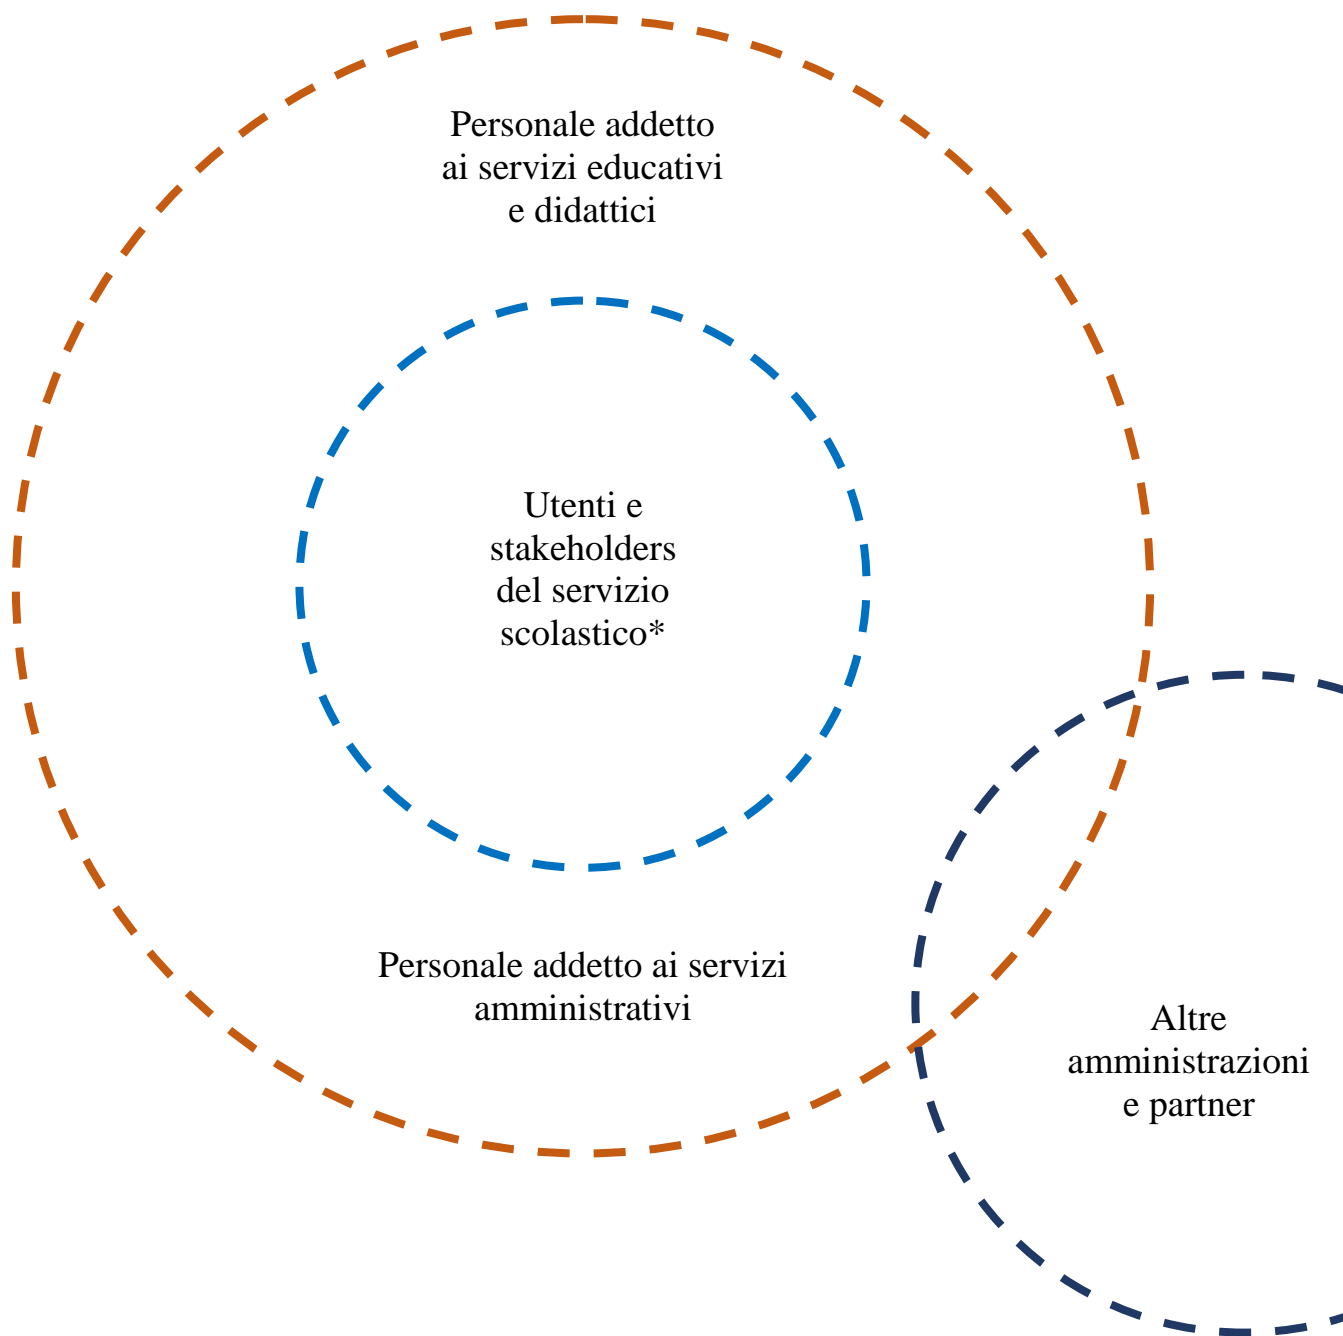 Personale addetto
ai servizi educativi
e didattici
Utenti e
stakeholders
del servizio
scolastico*
Personale addetto ai servizi
amministrativi
Altre
amministrazioni
e partner